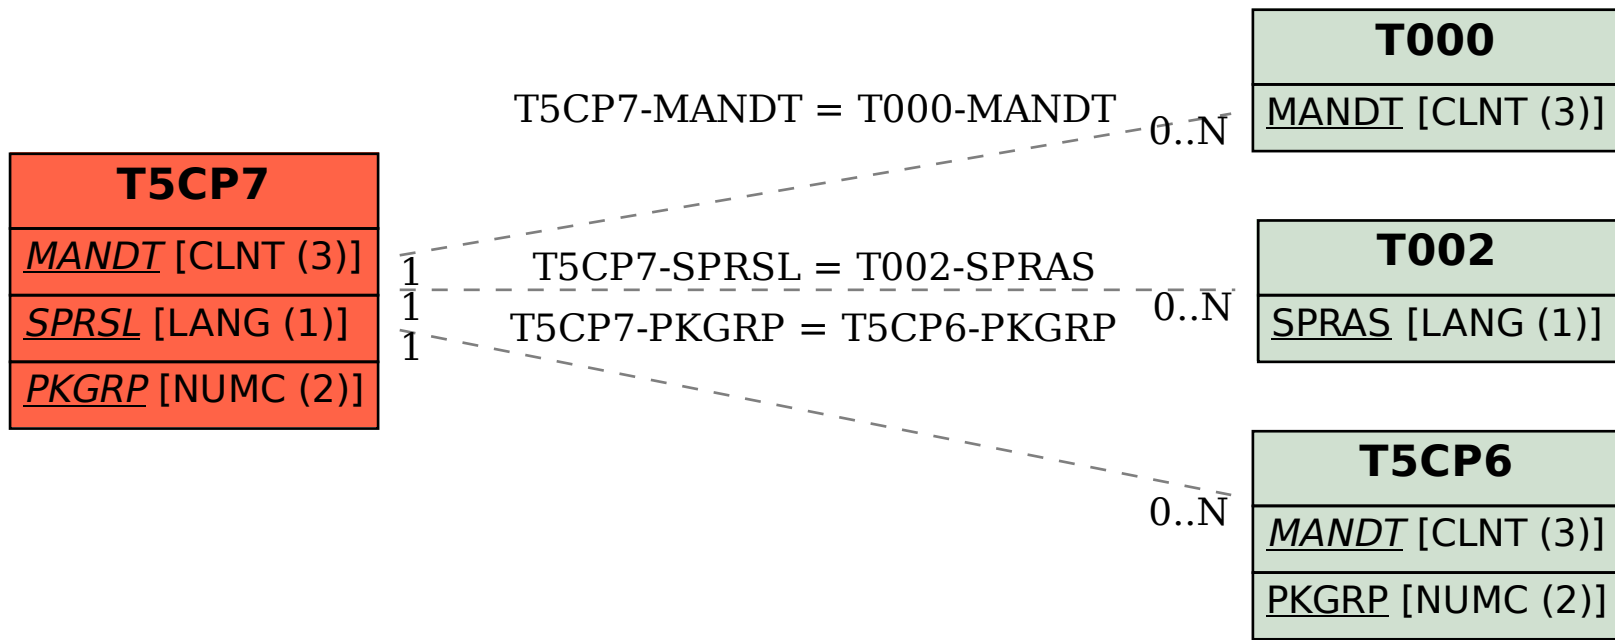 T5CP7
MANDT [CLNT (3)]
SPRSL [LANG (1)]
PKGRP [NUMC (2)]
T5CP7-MANDT = T000-MANDT
0..N
1
T5CP7-SPRSL = T002-SPRAS
0..N
1
T5CP7-PKGRP = T5CP6-PKGRP
0..N
1
T000
MANDT [CLNT (3)]
T002
SPRAS [LANG (1)]
T5CP6
MANDT [CLNT (3)]
PKGRP [NUMC (2)]